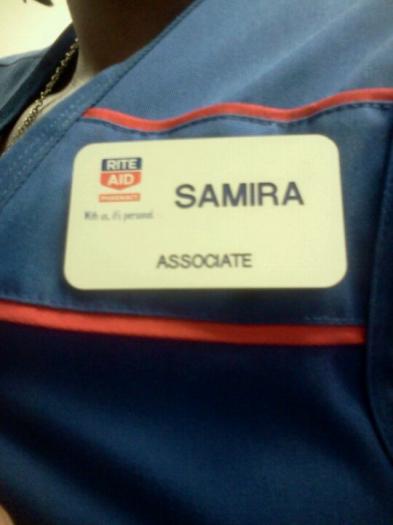 RITE
AID
PHARMACY
With us, it's personal.
SAMIRA
ASSOCIATE